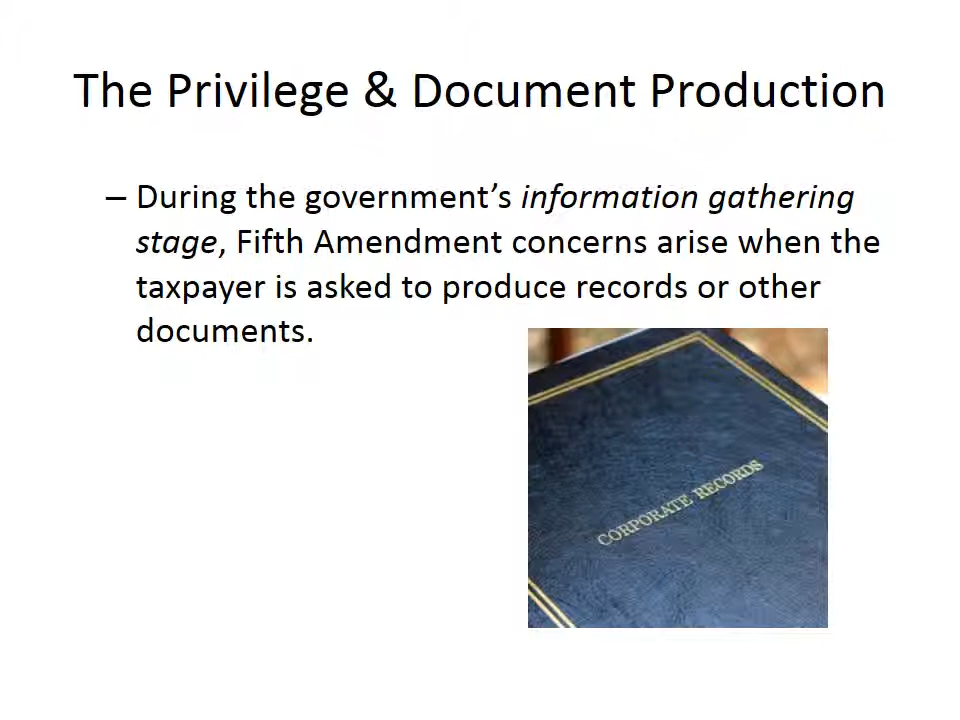 The Privilege & Document Production
– During the government’s information gathering
stage, Fifth Amendment concerns arise when the
taxpayer is asked to produce records or other
documents.
CORPORATE RECORDS